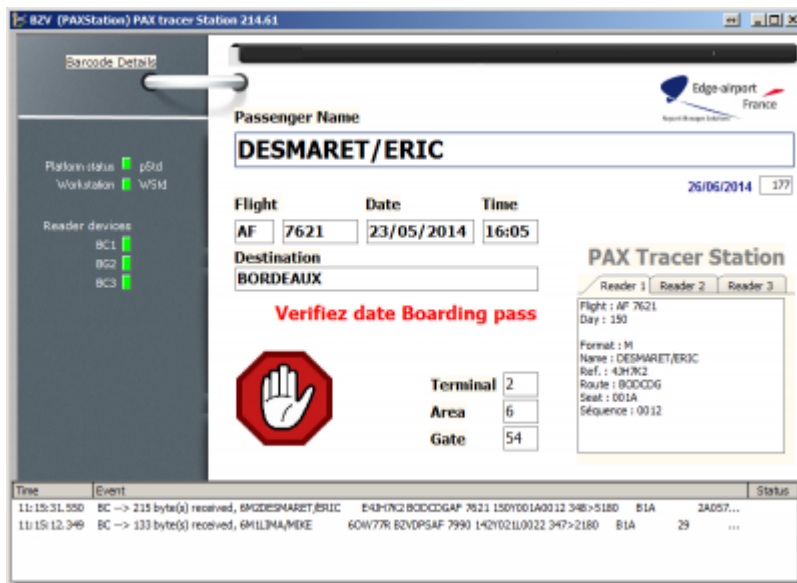 BZV (PAXStation) PAX tracer Station 214.61
Barcode Details
Edge-airport
France
Passenger Name
DESMARET/ERIC
Platform status pStd
Workstation WStd
26/06/2014 177
Flight Date Time
AF 7621 23/05/2014 16:05
Reader devices
BC1
BG2
BC3
Destination
BORDEAUX
PAX Tracer Station
Reader 1 Reader 2 Reader 3
Verifiez date Boarding pass
Flight : AF 7621
Day : 150
Format : M
Name : DESMARET/ERIC
Ref. : 4JH7K2
Route : BODCDG
Seat : 001A
Séquence : 0012
Terminal 2
Area 6
Gate 54
Time Event Status
11:15:31.550 BC --> 215 byte(s) received, 6M2DESMARET/ERIC E4JH7K2 BODCDGAF 7621 150Y001A0012 348>5180 B1A 2A057...
11:15:12.349 BC --> 133 byte(s) received, 6M1LIMA/MIKE 6OW77R BZVDPSAF 7990 142Y021L0022 347>2180 B1A 29 ...